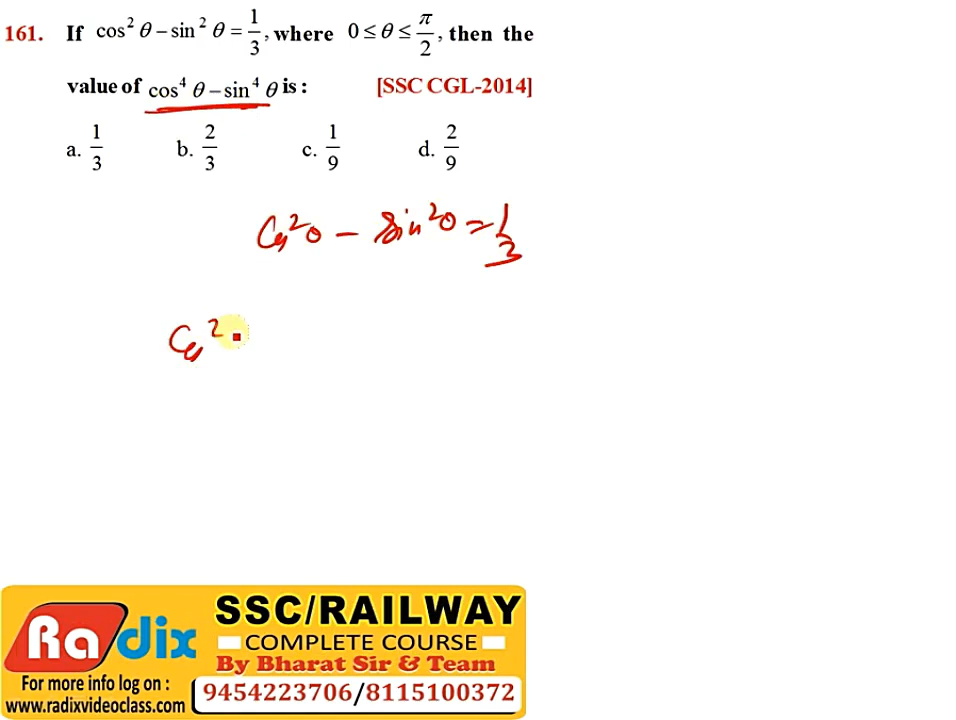 161. If cos² θ – sin² θ = 1/3, where 0 ≤ θ ≤ π/2, then the
value of cos⁴ θ – sin⁴ θ is : [SSC CGL-2014]
a. 1/3 b. 2/3 c. 1/9 d. 2/9
Cos²θ – Sin²θ = 1/3
Cos²
Radix
SSC/RAILWAY
COMPLETE COURSE
By Bharat Sir & Team
For more info log on :
www.radixvideoclass.com
9454223706/8115100372